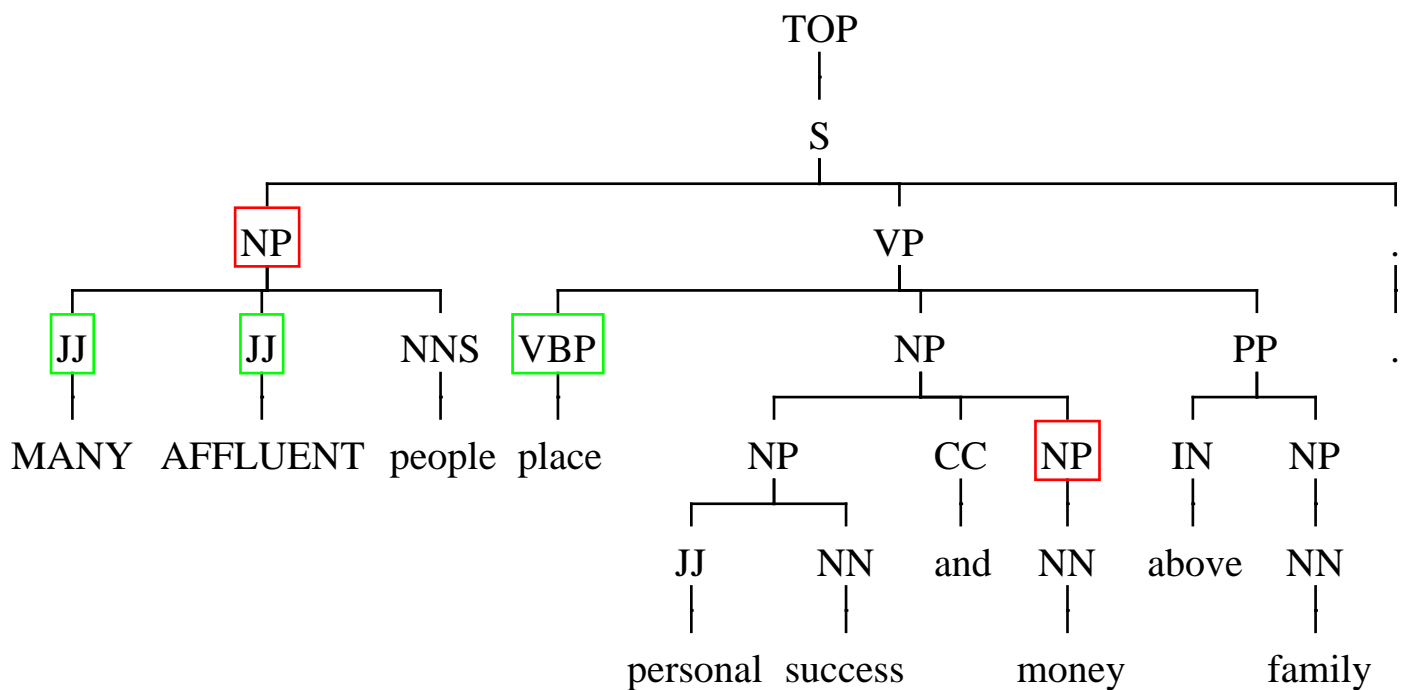 TOP
S
NP VP .
JJ JJ NNS VBP NP PP .
MANY AFFLUENT people place NP CC NP IN NP
JJ NN and NN above NN
personal success money family